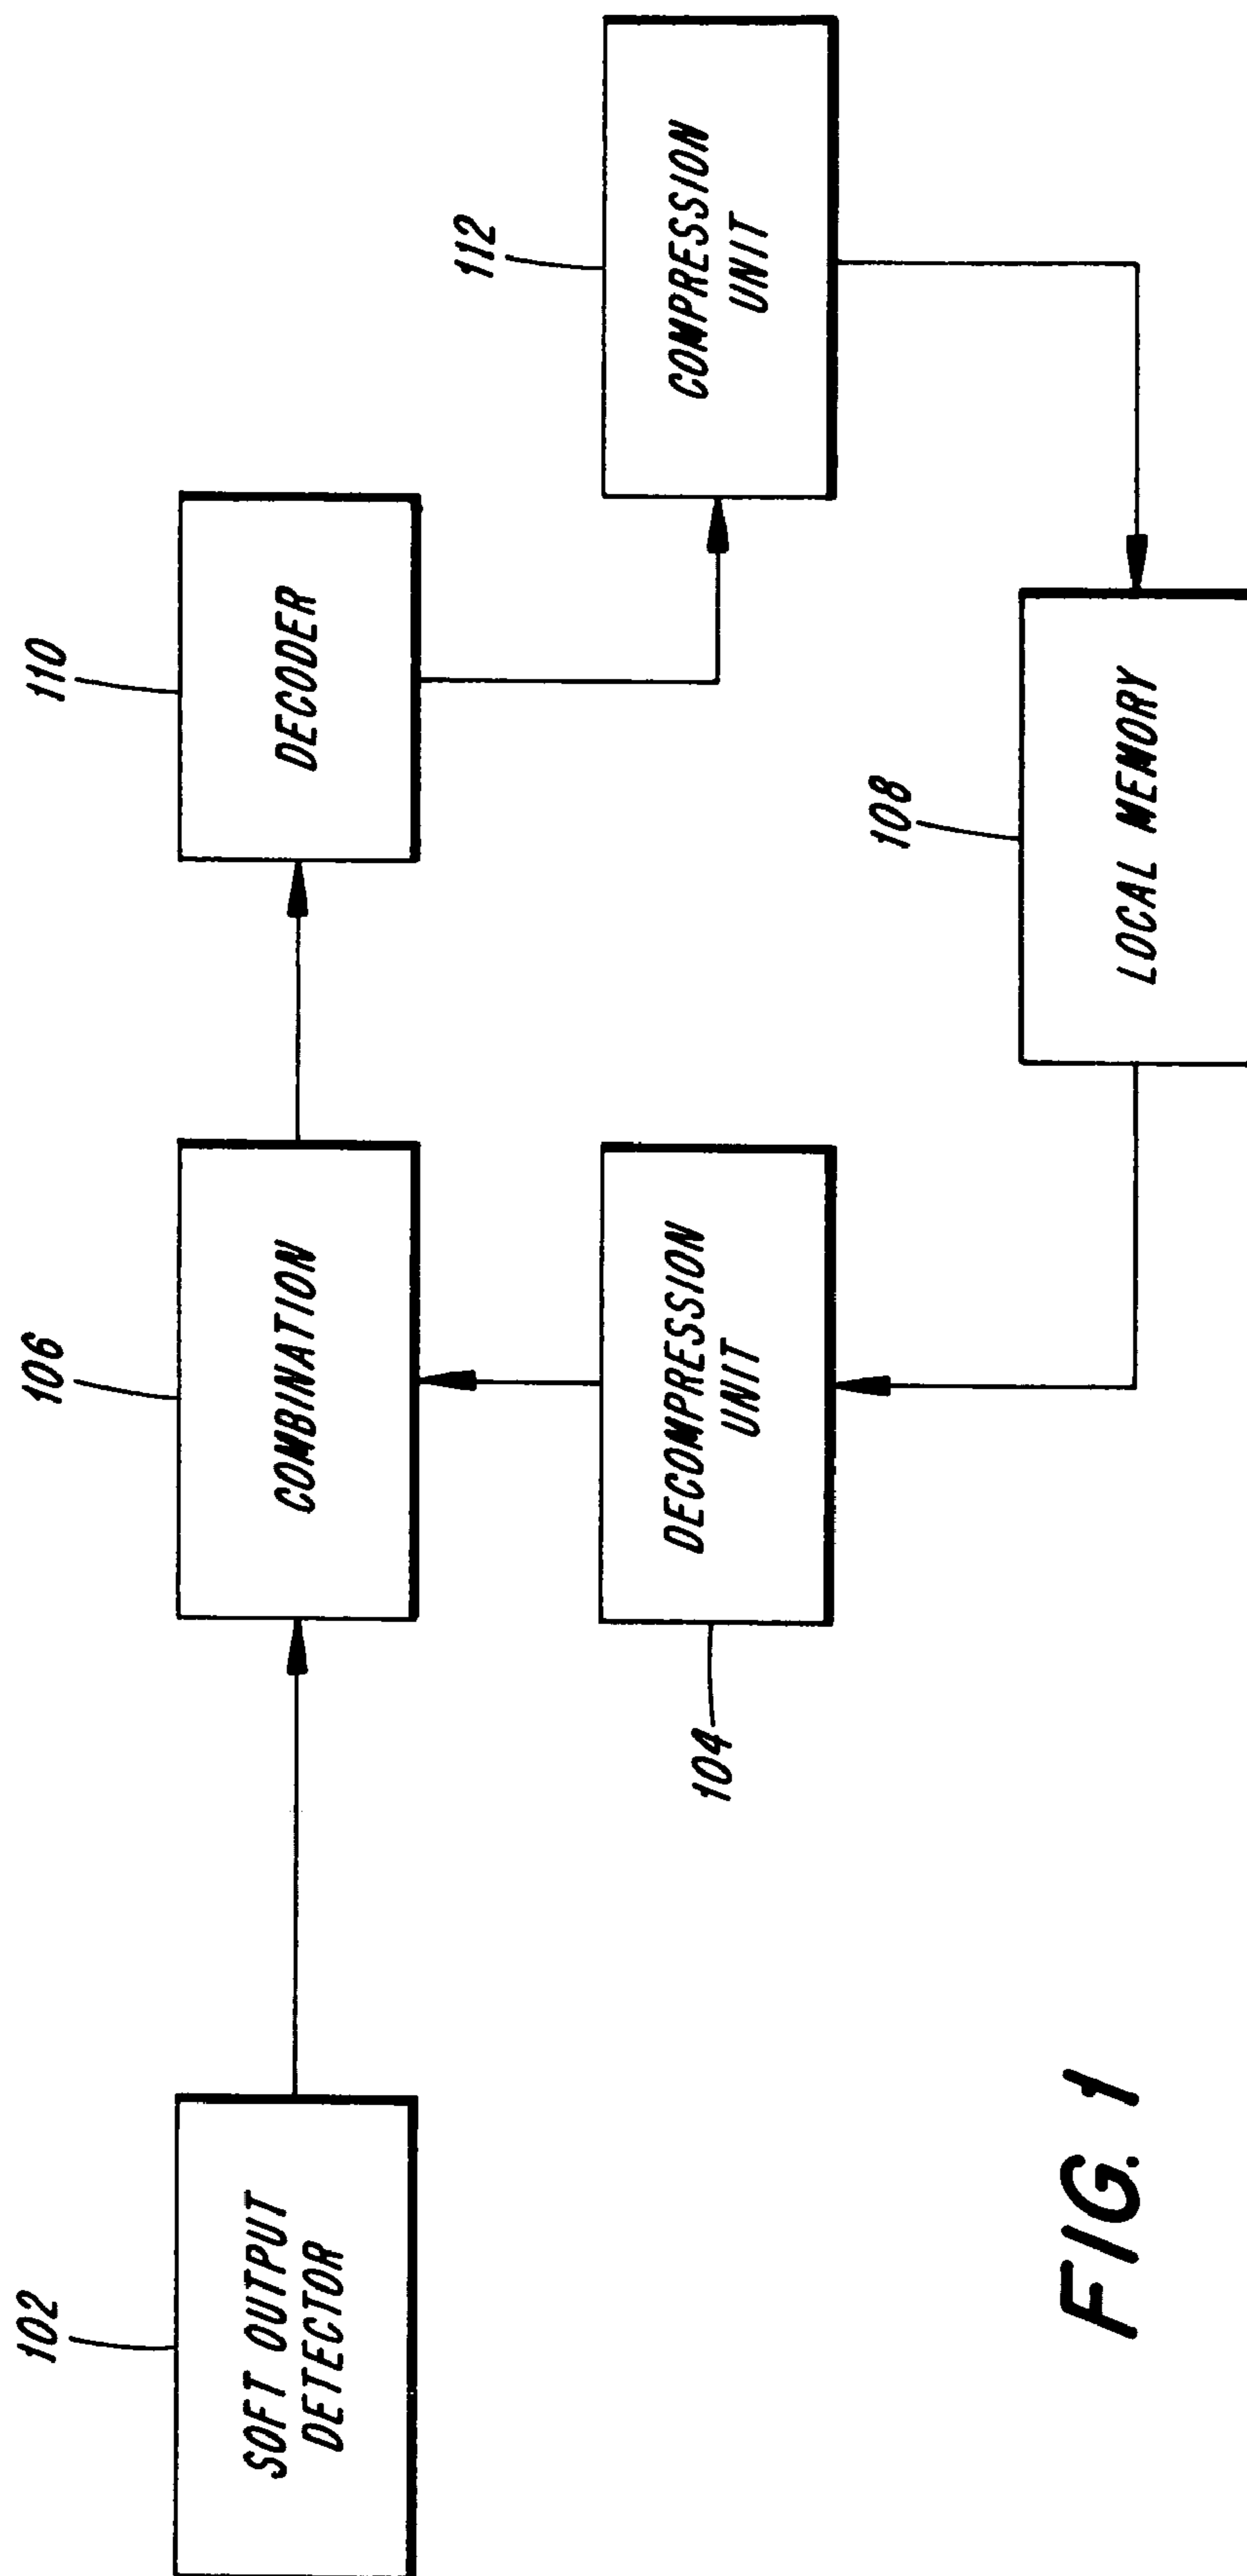 102
SOFT OUTPUT
DETECTOR
106
COMBINATION
110
DECODER
104
DECOMPRESSION
UNIT
112
COMPRESSION
UNIT
108
LOCAL MEMORY
FIG. 1